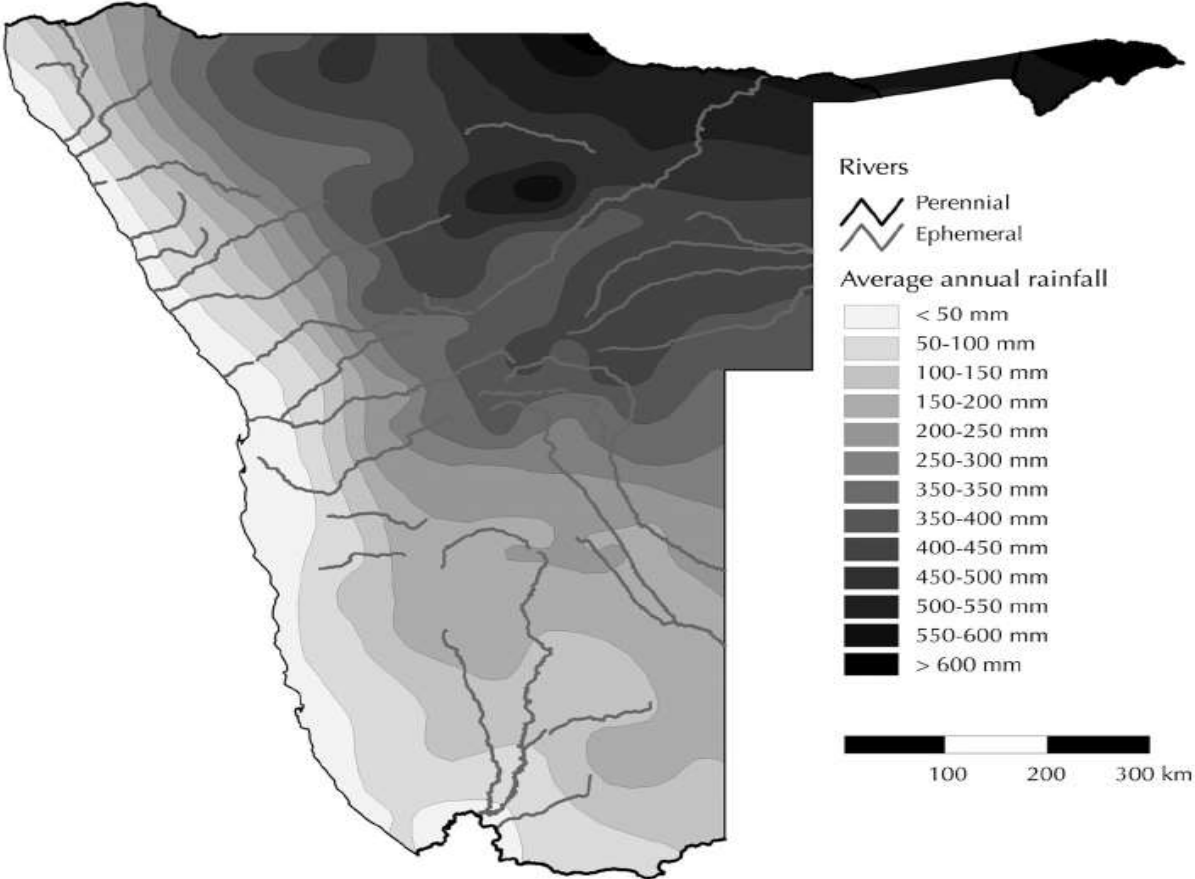 Rivers
Perennial
Ephemeral
Average annual rainfall
< 50 mm
50-100 mm
100-150 mm
150-200 mm
200-250 mm
250-300 mm
350-350 mm
350-400 mm
400-450 mm
450-500 mm
500-550 mm
550-600 mm
> 600 mm
100 200 300 km